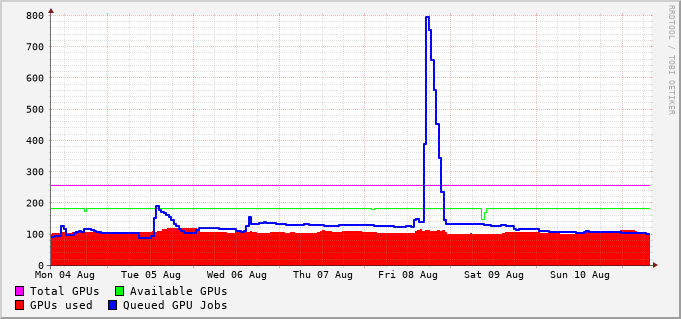 800
700
600
500
400
300
200
100
0
Mon 04 Aug Tue 05 Aug Wed 06 Aug Thu 07 Aug Fri 08 Aug Sat 09 Aug Sun 10 Aug
Total GPUs Available GPUs
GPUs used Queued GPU Jobs
RRDTOOL / TOBI OETIKER